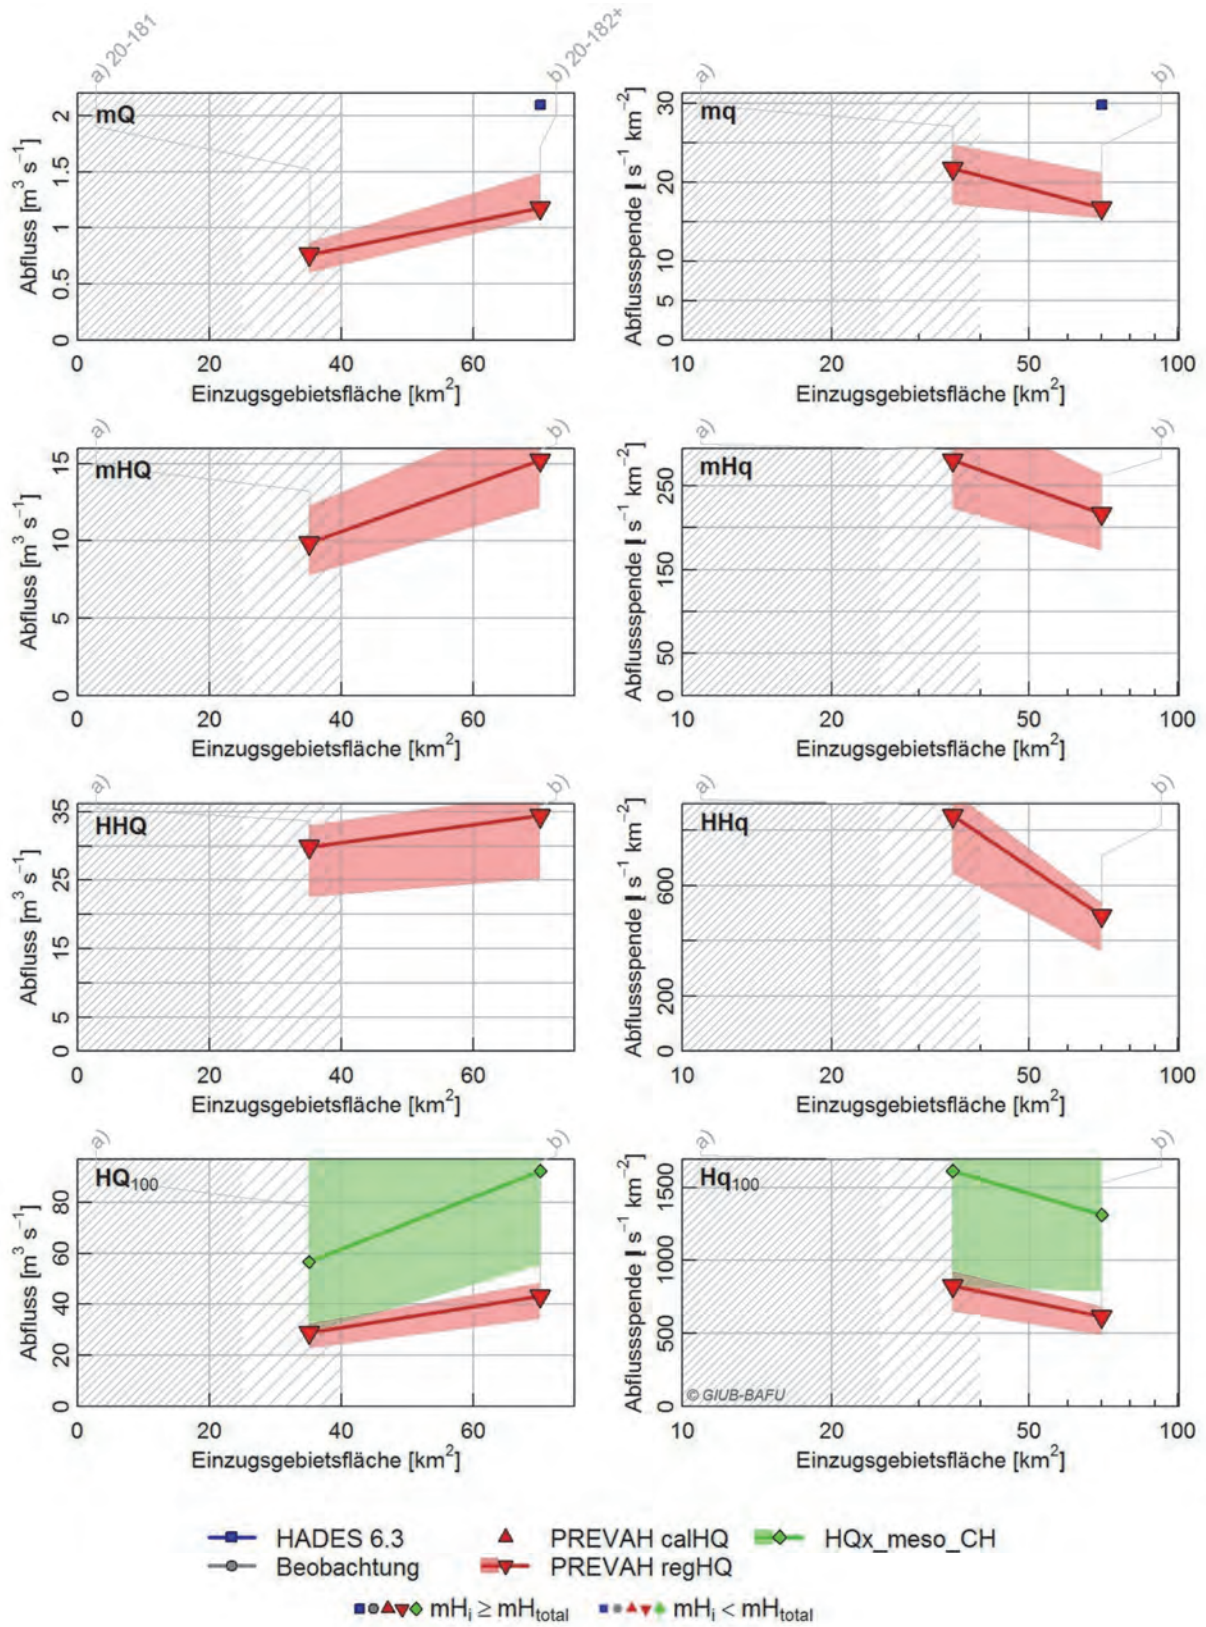 a) 20-181
b) 20-182+
mQ
Abfluss [m³ s⁻¹]
0 0.5 1 1.5 2
0 20 40 60
Einzugsgebietsfläche [km²]
a)
b)
mq
Abflussspende [l s⁻¹ km⁻²]
0 5 10 20 30
10 20 50 100
Einzugsgebietsfläche [km²]
a)
b)
mHQ
Abfluss [m³ s⁻¹]
0 5 10 15
0 20 40 60
Einzugsgebietsfläche [km²]
a)
b)
mHq
Abflussspende [l s⁻¹ km⁻²]
0 50 150 250
10 20 50 100
Einzugsgebietsfläche [km²]
a)
b)
HHQ
Abfluss [m³ s⁻¹]
0 5 15 25 35
0 20 40 60
Einzugsgebietsfläche [km²]
a)
b)
HHq
Abflussspende [l s⁻¹ km⁻²]
0 200 600
10 20 50 100
Einzugsgebietsfläche [km²]
a)
b)
HQ₁₀₀
Abfluss [m³ s⁻¹]
0 20 40 60 80
0 20 40 60
Einzugsgebietsfläche [km²]
a)
b)
Hq₁₀₀
Abflussspende [l s⁻¹ km⁻²]
0 500 1000 1500
© GIUB-BAFU
10 20 50 100
Einzugsgebietsfläche [km²]
HADES 6.3 PREVAH calHQ HQx_meso_CH
Beobachtung PREVAH regHQ
mHᵢ ≥ mH_total mHᵢ < mH_total